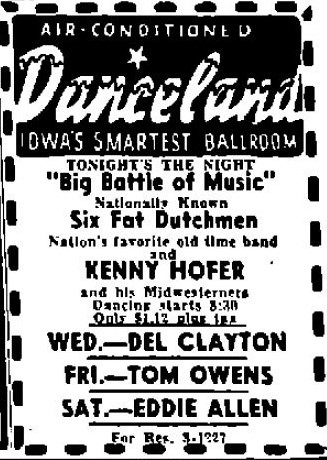 AIR-CONDITIONED
Danceland
IOWA'S SMARTEST BALLROOM
TONIGHT'S THE NIGHT
"Big Battle of Music"
Nationally Known
Six Fat Dutchmen
Nation's favorite old time band
and
KENNY HOFER
and his Midwesterners
Dancing starts 8:30
Only $1.12 plus tax
WED.—DEL CLAYTON
FRI.—TOM OWENS
SAT.—EDDIE ALLEN
For Res. 3-1227